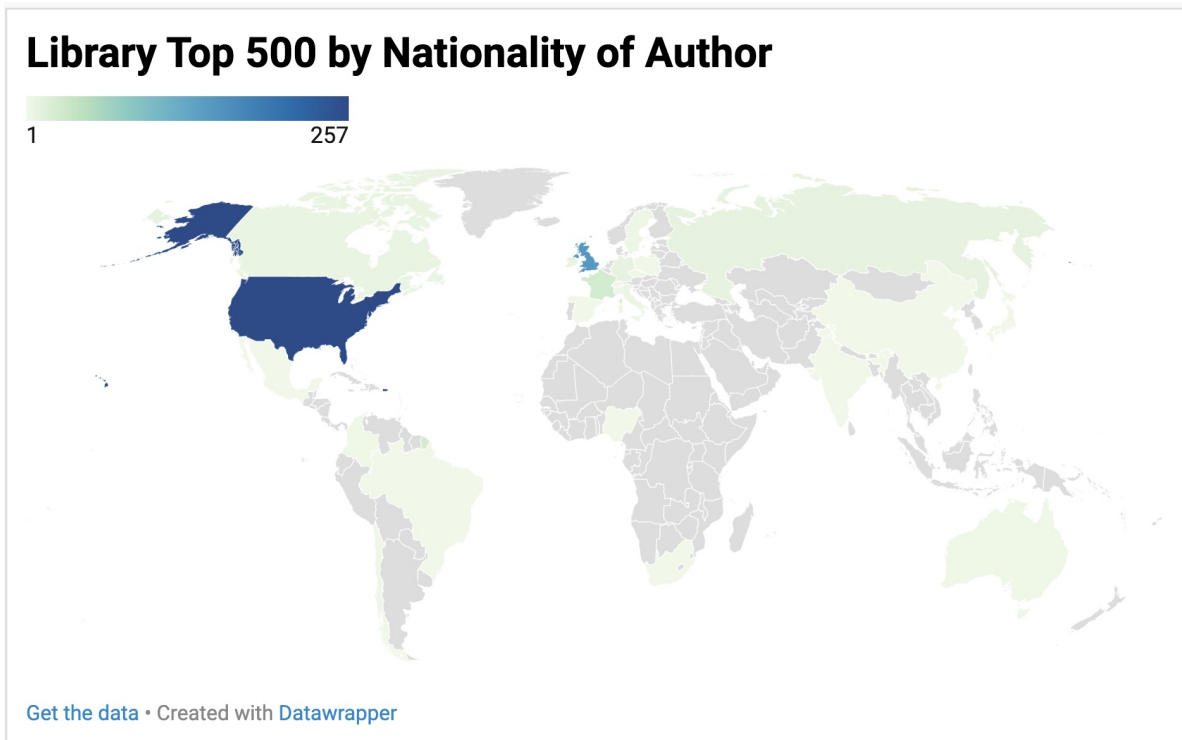 Library Top 500 by Nationality of Author
1 257
Get the data • Created with Datawrapper